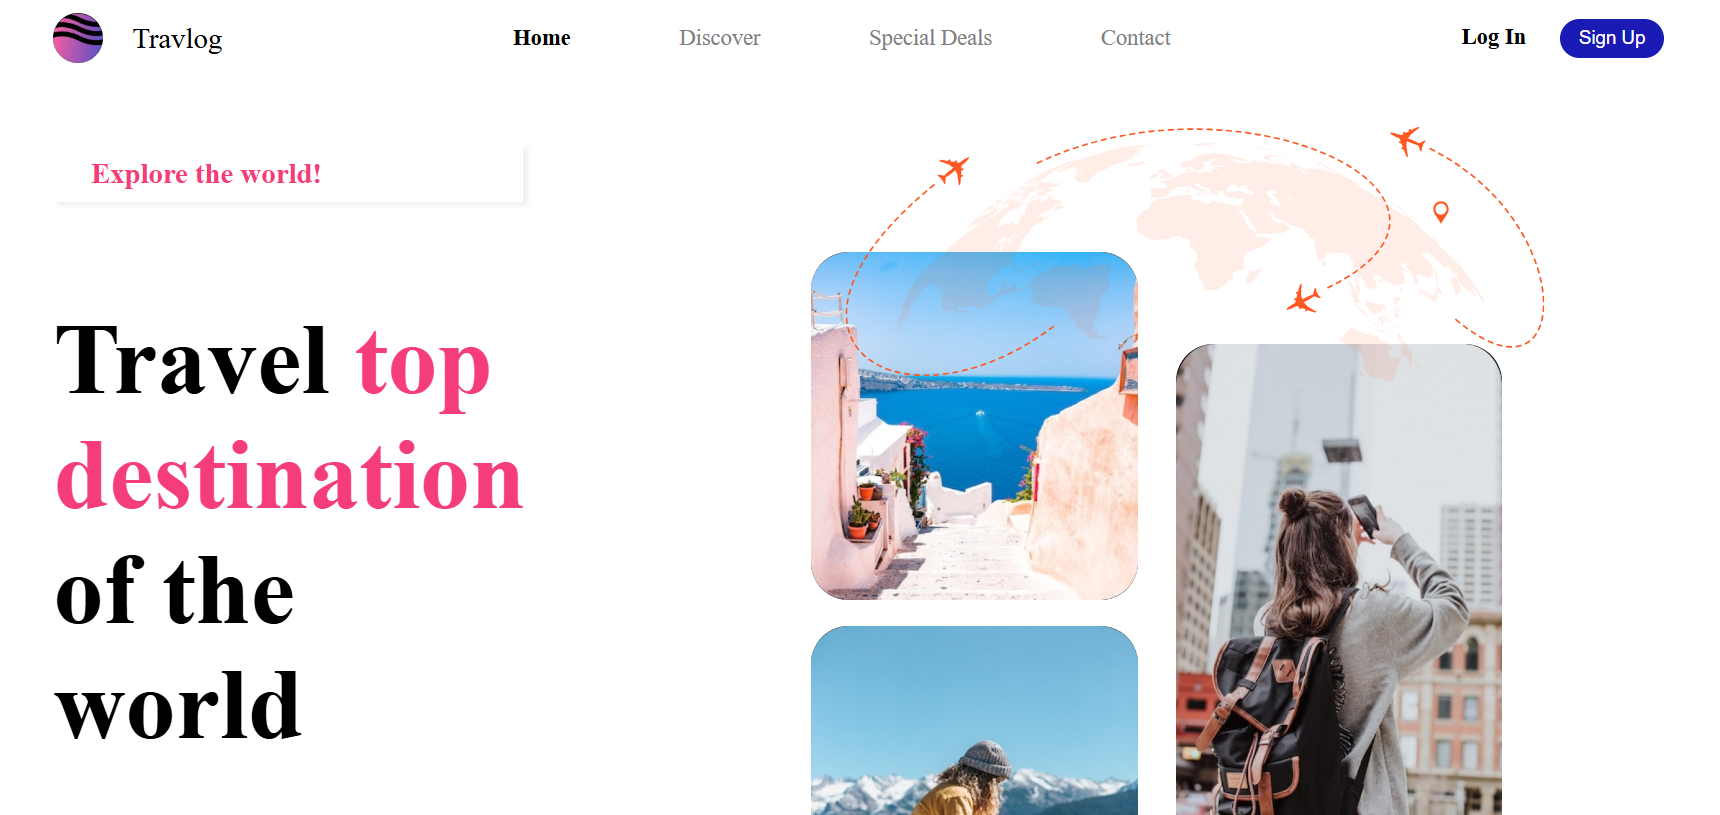 Travlog
Home
Discover
Special Deals
Contact
Log In
Sign Up
Explore the world!
Travel top
destination
of the
world